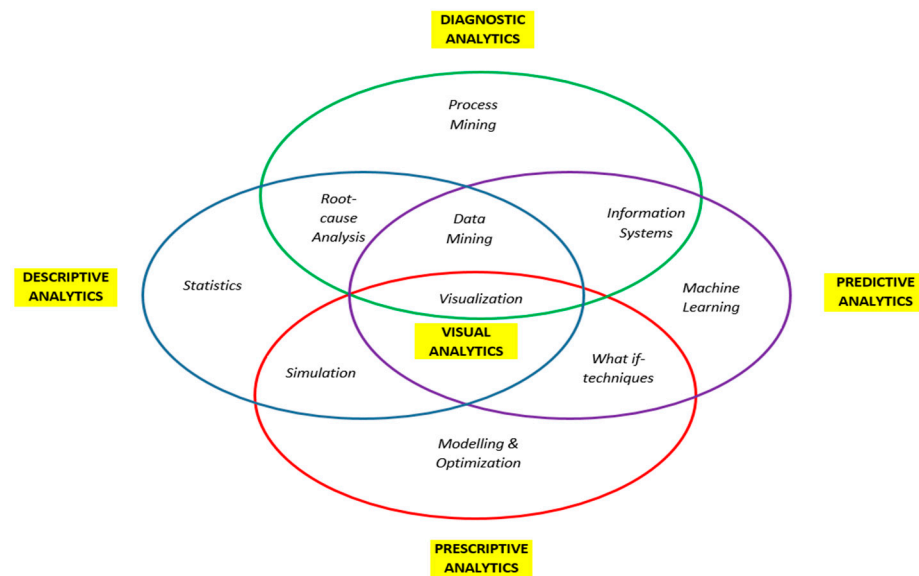 DIAGNOSTIC
ANALYTICS
Process
Mining
Root-
cause
Analysis
Data
Mining
Information
Systems
DESCRIPTIVE
ANALYTICS
Statistics
Visualization
Machine
Learning
PREDICTIVE
ANALYTICS
VISUAL
ANALYTICS
Simulation
What if-
techniques
Modelling &
Optimization
PRESCRIPTIVE
ANALYTICS